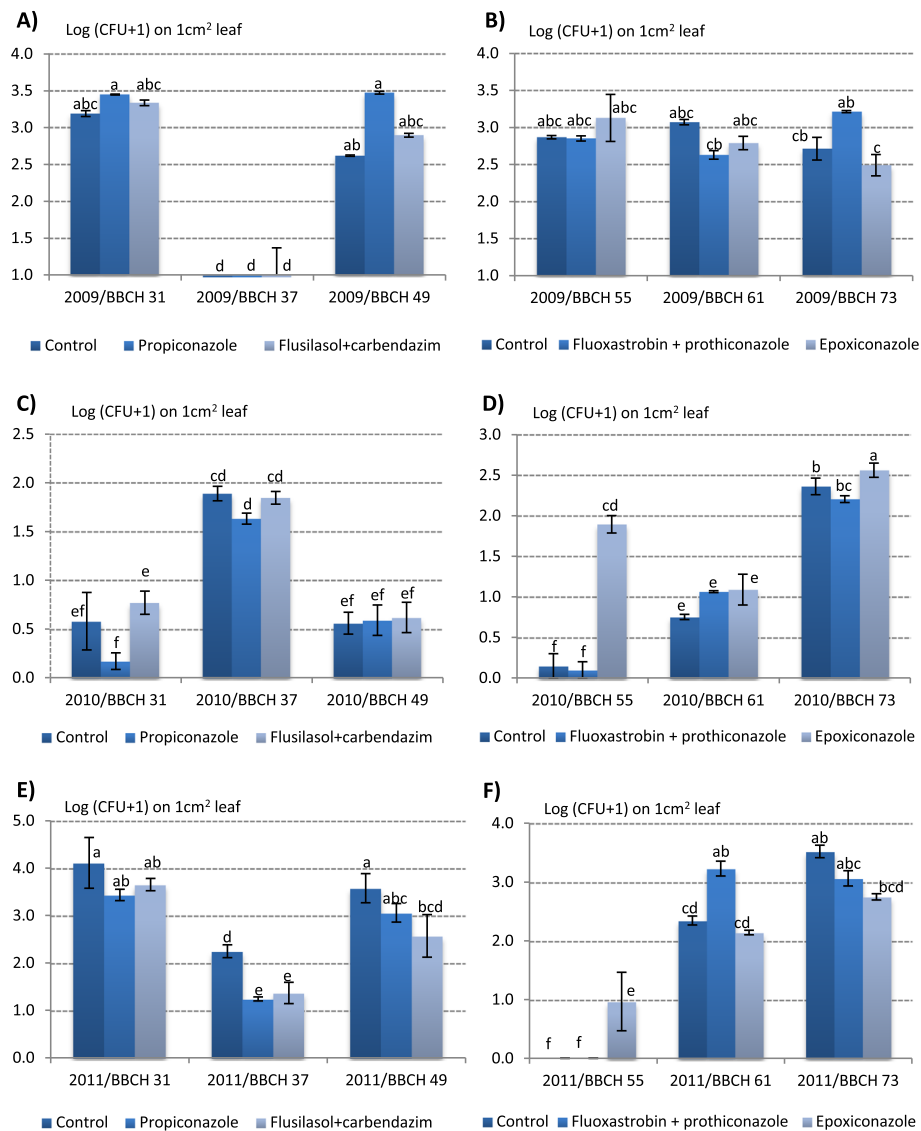 A)
Log (CFU+1) on 1cm² leaf
4.0
3.5
3.0
2.5
2.0
1.5
1.0
abc a abc
d d d
ab a abc
2009/BBCH 31 2009/BBCH 37 2009/BBCH 49
Control Propiconazole Flusilasol+carbendazim
B)
Log (CFU+1) on 1cm² leaf
4.0
3.5
3.0
2.5
2.0
1.5
1.0
abc abc abc
abc cb abc
cb ab c
2009/BBCH 55 2009/BBCH 61 2009/BBCH 73
Control Fluoxastrobin + prothiconazole Epoxiconazole
C)
Log (CFU+1) on 1cm² leaf
2.5
2.0
1.5
1.0
0.5
0.0
ef f e
cd d cd
ef ef ef
2010/BBCH 31 2010/BBCH 37 2010/BBCH 49
Control Propiconazole Flusilasol+carbendazim
D)
Log (CFU+1) on 1cm² leaf
3.0
2.5
2.0
1.5
1.0
0.5
0.0
f f cd
e e e
b bc a
2010/BBCH 55 2010/BBCH 61 2010/BBCH 73
Control Fluoxastrobin + prothiconazole Epoxiconazole
E)
Log (CFU+1) on 1cm² leaf
5.0
4.0
3.0
2.0
1.0
0.0
a ab ab
d e e
a abc bcd
2011/BBCH 31 2011/BBCH 37 2011/BBCH 49
Control Propiconazole Flusilasol+carbendazim
F)
Log (CFU+1) on 1cm² leaf
4.0
3.0
2.0
1.0
0.0
f f e
cd ab cd
ab abc bcd
2011/BBCH 55 2011/BBCH 61 2011/BBCH 73
Control Fluoxastrobin + prothiconazole Epoxiconazole